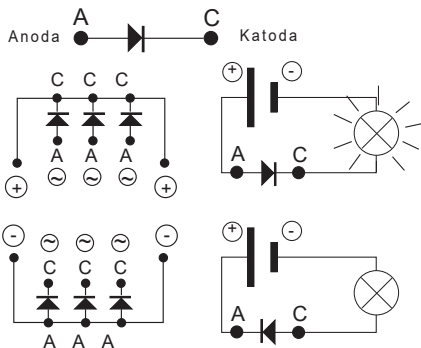 Anoda A C Katoda
C C C
A A A
+ ~ ~ ~ +
+ -
A C
- ~ ~ ~ -
C C C
A A A
+ -
A C